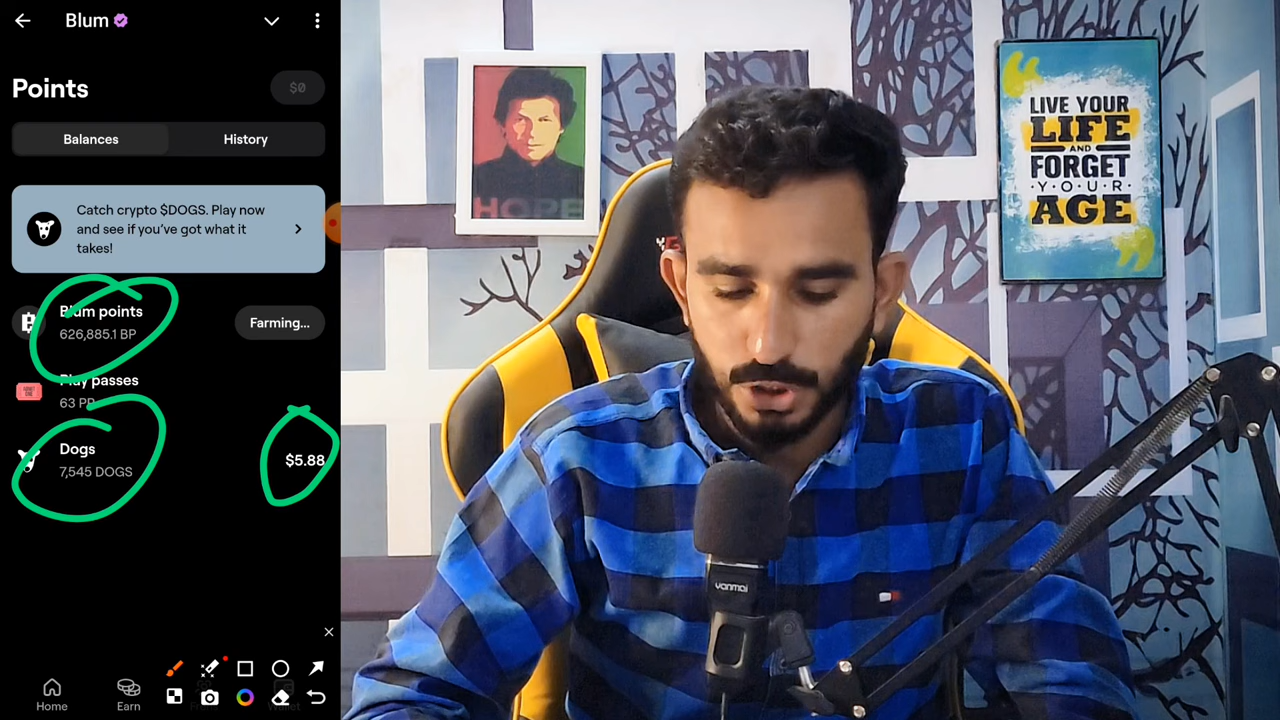 Blum
Points
$0
Balances
History
Catch crypto $DOGS. Play now
and see if you've got what it
takes!
Blum points
626,885.1 BP
Farming...
Play passes
63 PP
Dogs
7,545 DOGS
$5.88
Home
Earn
HOPE
LIVE YOUR
LIFE
AND
FORGET
YOUR
AGE
yanmai